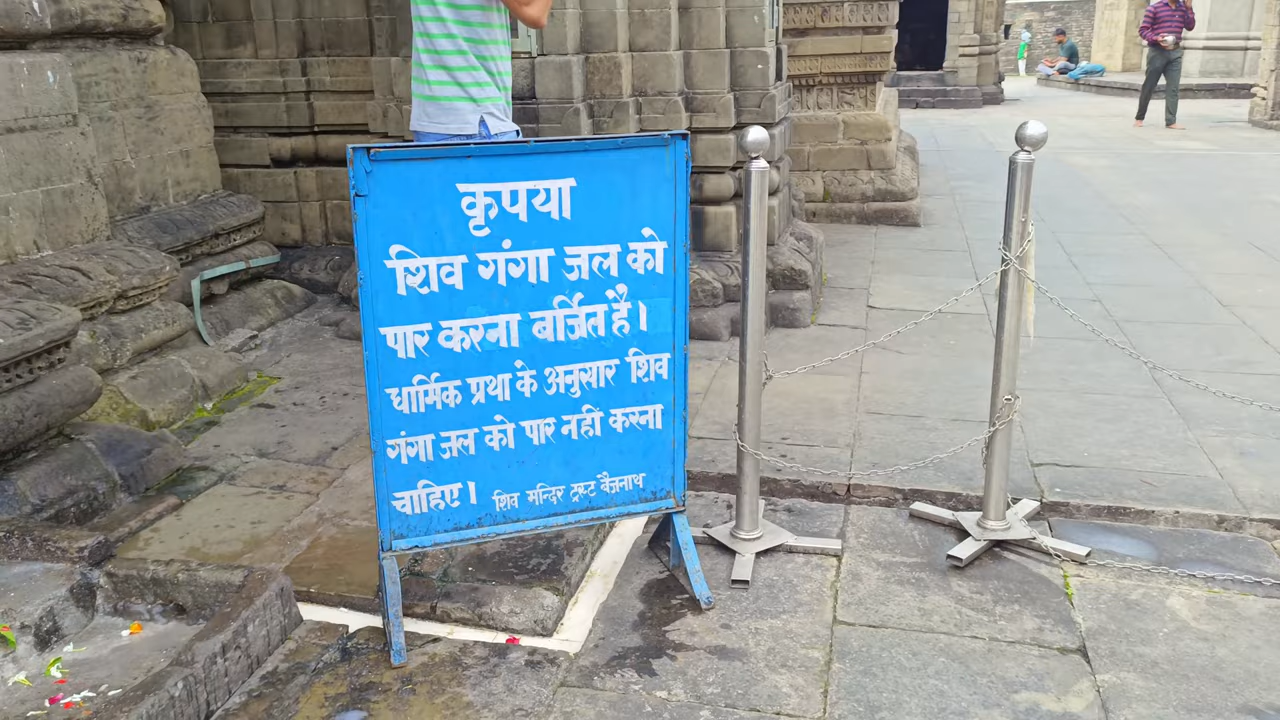 कृपया
शिव गंगा जल को
पार करना बर्जित है।
धार्मिक प्रथा के अनुसार शिव
गंगा जल को पार नही करना
चाहिए। शिव मन्दिर ट्रस्ट बैजनाथ